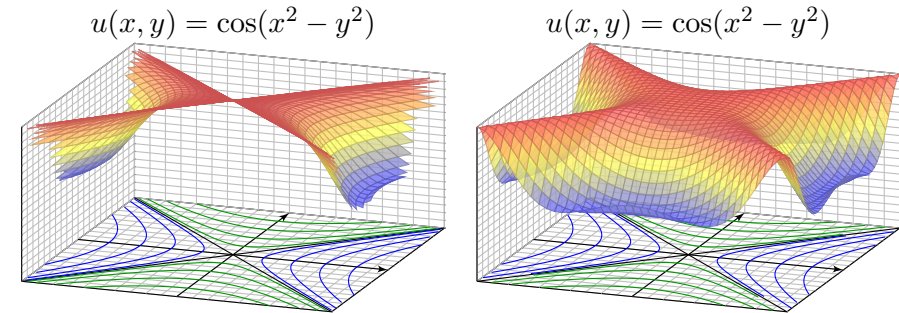 u(x, y) = cos(x² − y²)
u(x, y) = cos(x² − y²)